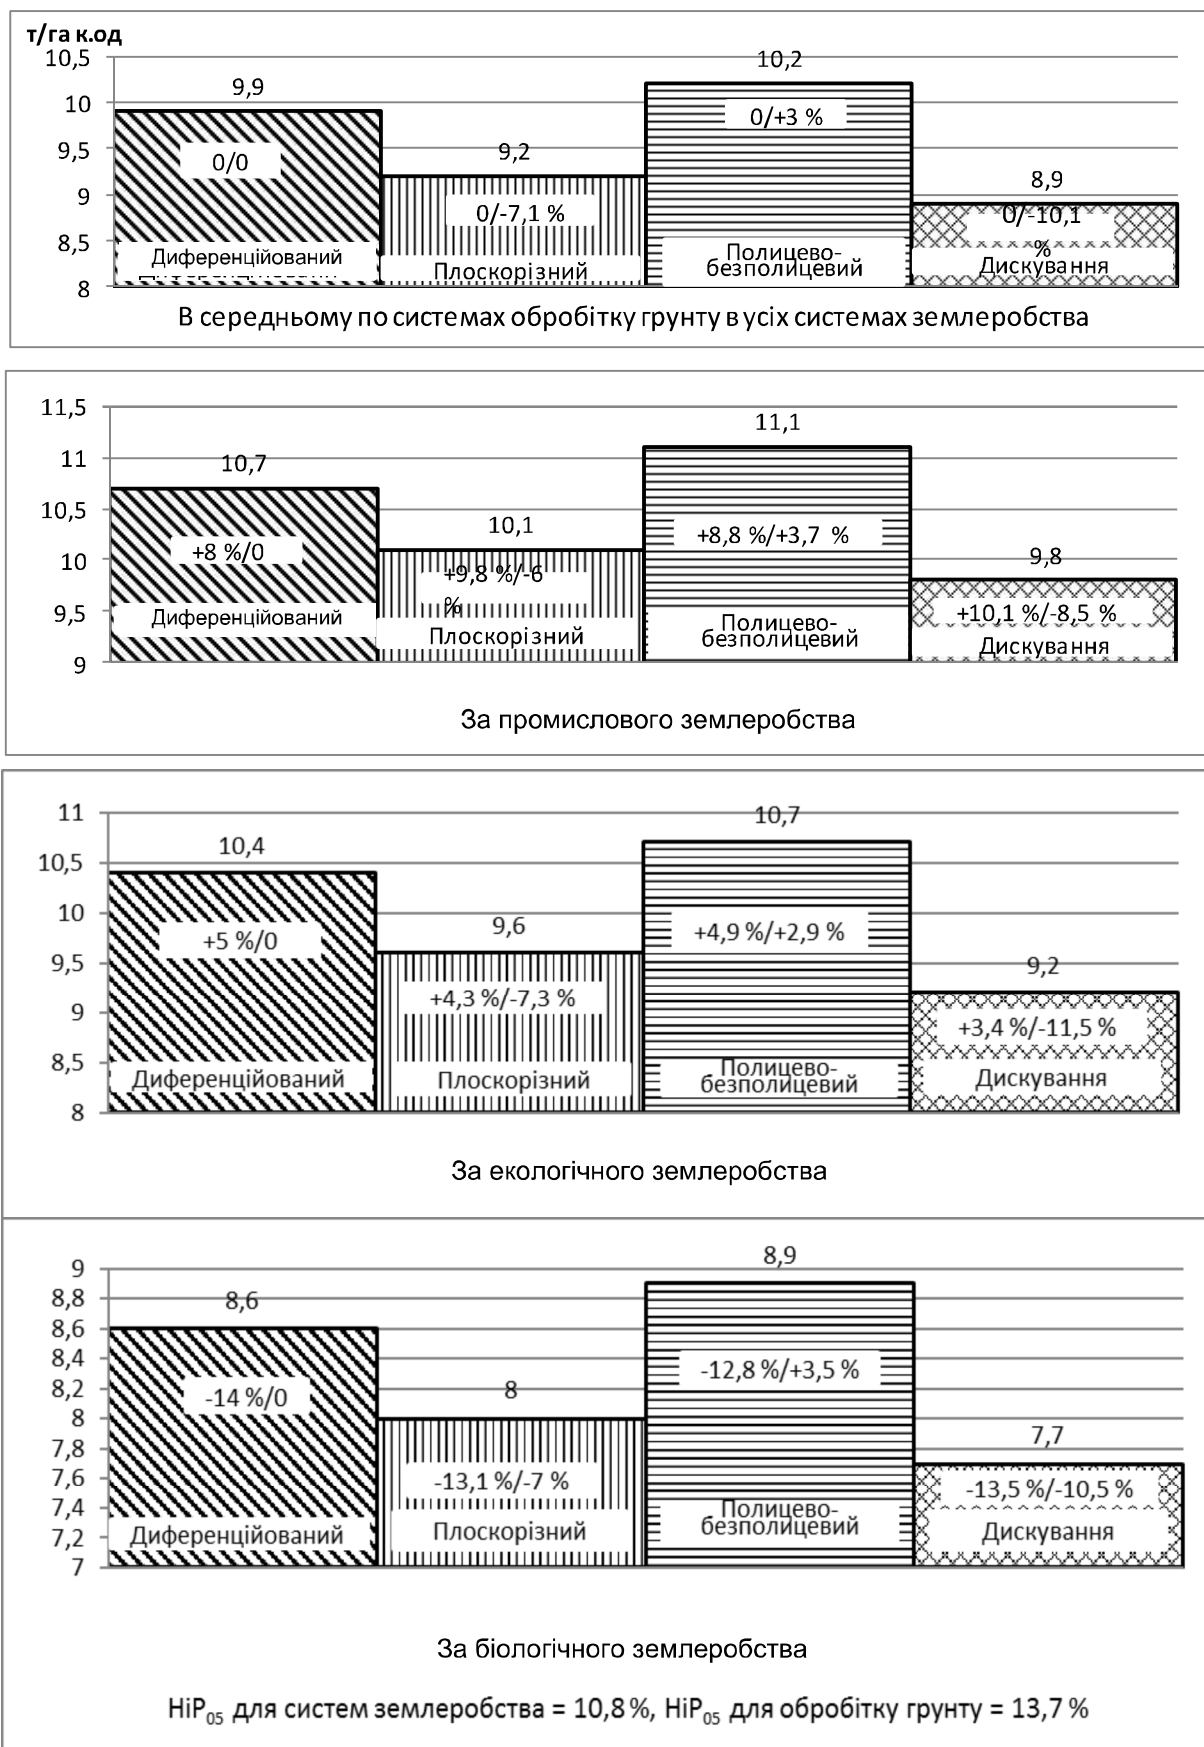 т/га к.од
10,5
10
9,5
9
8,5
8
9,9
9,2
10,2
8,9
0/0
0/-7,1 %
0/+3 %
0/-10,1
%
Диференційований
Плоскорізний
Полицево-
безполицевий
Дискування
В середньому по системах обробітку грунту в усіх системах землеробства
11,5
11
10,5
10
9,5
9
10,7
10,1
11,1
9,8
+8 %/0
+9,8 %/-6
%
+8,8 %/+3,7 %
+10,1 %/-8,5 %
Диференційований
Плоскорізний
Полицево-
безполицевий
Дискування
За промислового землеробства
11
10,5
10
9,5
9
8,5
8
10,4
9,6
10,7
9,2
+5 %/0
+4,3 %/-7,3 %
+4,9 %/+2,9 %
+3,4 %/-11,5 %
Диференційований
Плоскорізний
Полицево-
безполицевий
Дискування
За екологічного землеробства
9
8,8
8,6
8,4
8,2
8
7,8
7,6
7,4
7,2
7
8,6
8
8,9
7,7
-14 %/0
-13,1 %/-7 %
-12,8 %/+3,5 %
-13,5 %/-10,5 %
Диференційований
Плоскорізний
Полицево-
безполицевий
Дискування
За біологічного землеробства
НіР05 для систем землеробства = 10,8 %, НіР05 для обробітку грунту = 13,7 %